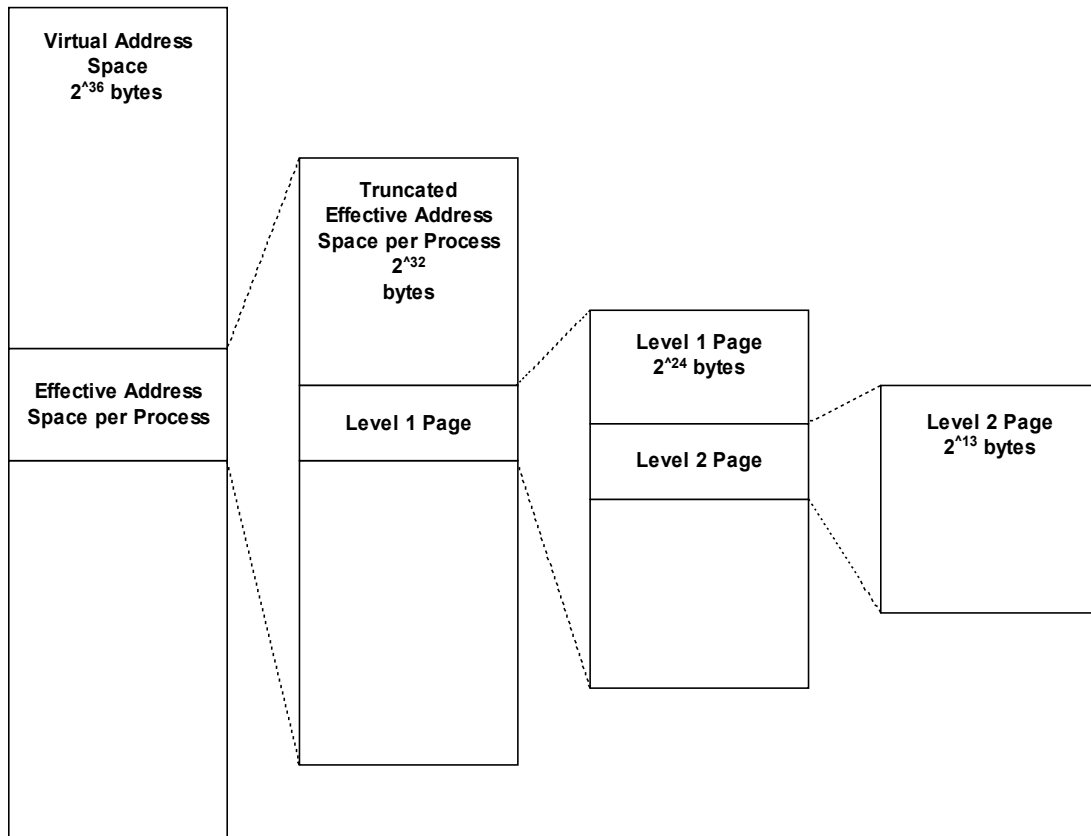 Virtual Address
Space
2^36 bytes
Effective Address
Space per Process
Truncated
Effective Address
Space per Process
2^32
bytes
Level 1 Page
Level 1 Page
2^24 bytes
Level 2 Page
Level 2 Page
2^13 bytes